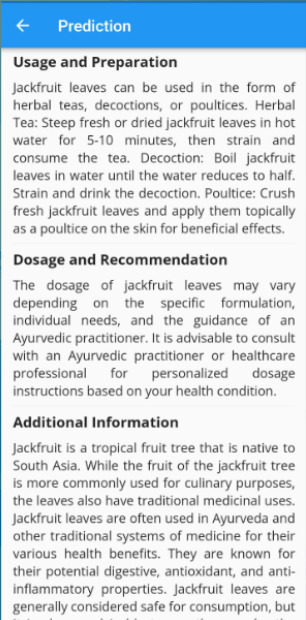 Prediction
Usage and Preparation
Jackfruit leaves can be used in the form of
herbal teas, decoctions, or poultices. Herbal
Tea: Steep fresh or dried jackfruit leaves in hot
water for 5-10 minutes, then strain and
consume the tea. Decoction: Boil jackfruit
leaves in water until the water reduces to half.
Strain and drink the decoction. Poultice: Crush
fresh jackfruit leaves and apply them topically
as a poultice on the skin for beneficial effects.
Dosage and Recommendation
The dosage of jackfruit leaves may vary
depending on the specific formulation,
individual needs, and the guidance of an
Ayurvedic practitioner. It is advisable to consult
with an Ayurvedic practitioner or healthcare
professional for personalized dosage
instructions based on your health condition.
Additional Information
Jackfruit is a tropical fruit tree that is native to
South Asia. While the fruit of the jackfruit tree
is more commonly used for culinary purposes,
the leaves also have traditional medicinal uses.
Jackfruit leaves are often used in Ayurveda and
other traditional systems of medicine for their
various health benefits. They are known for
their potential digestive, antioxidant, and anti-
inflammatory properties. Jackfruit leaves are
generally considered safe for consumption, but